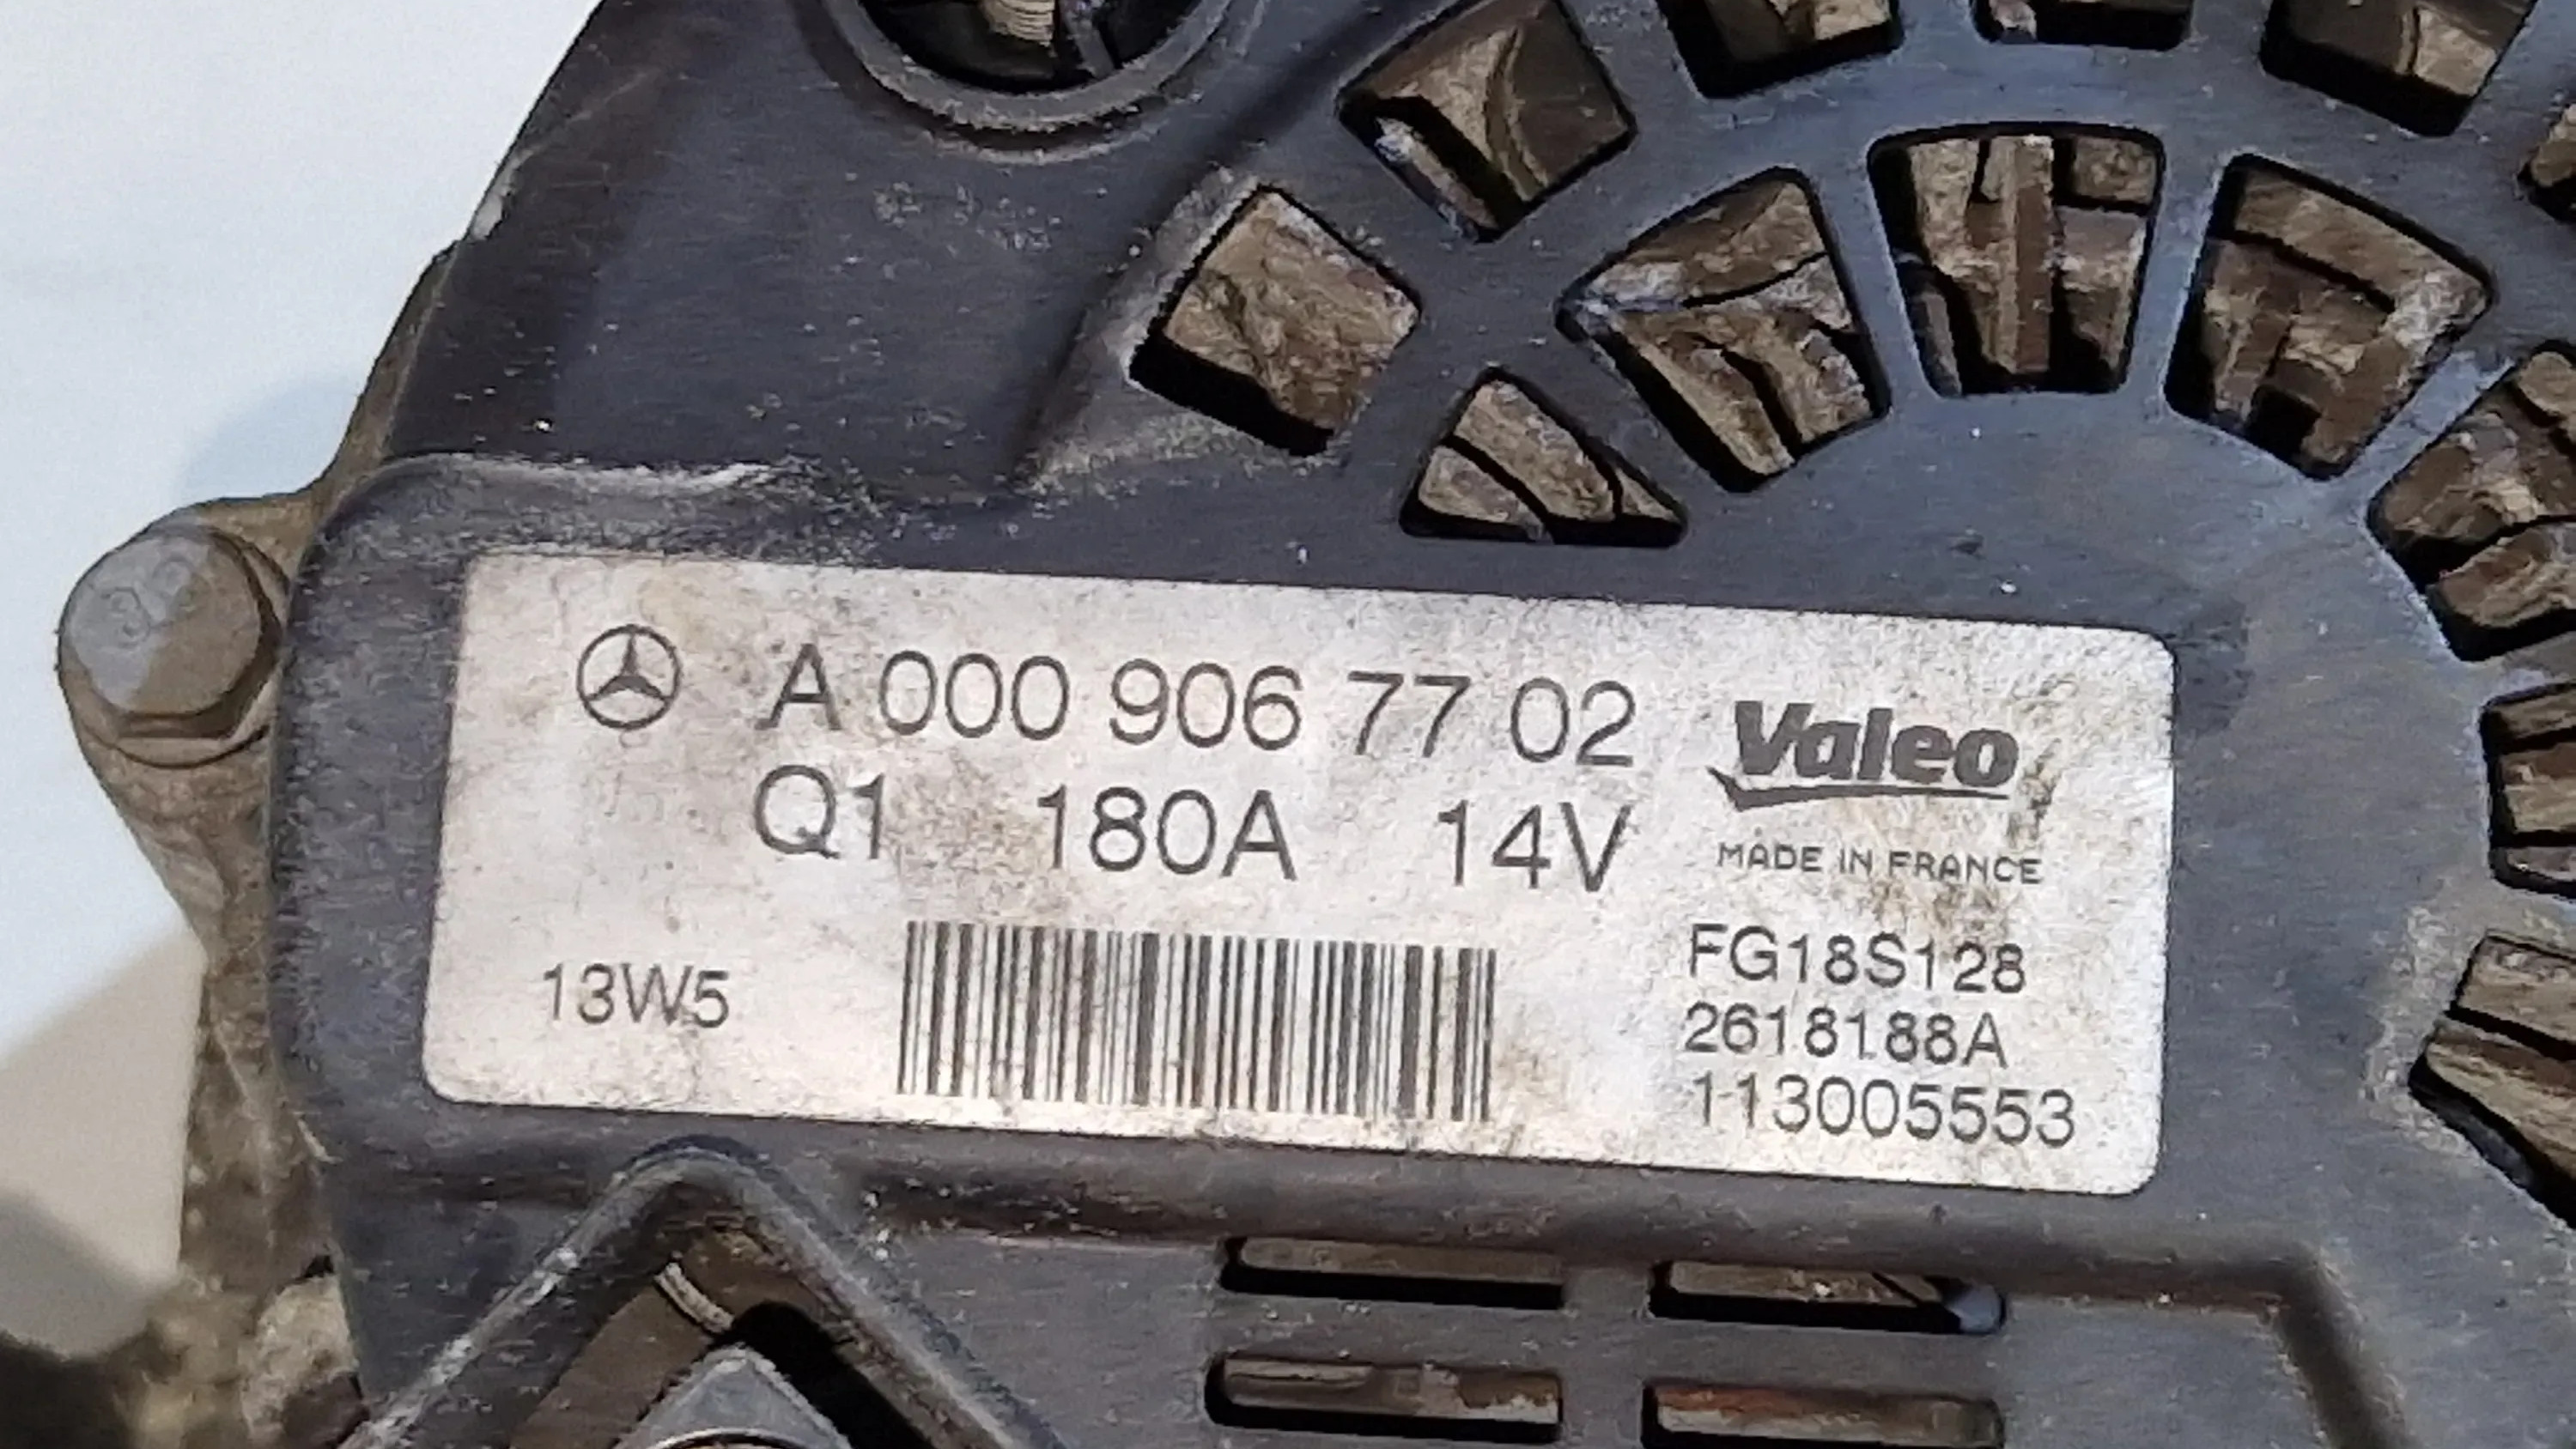 A 000 906 77 02
Q1 180A 14V
Valeo
MADE IN FRANCE
13W5
FG18S128
2618188A
113005553